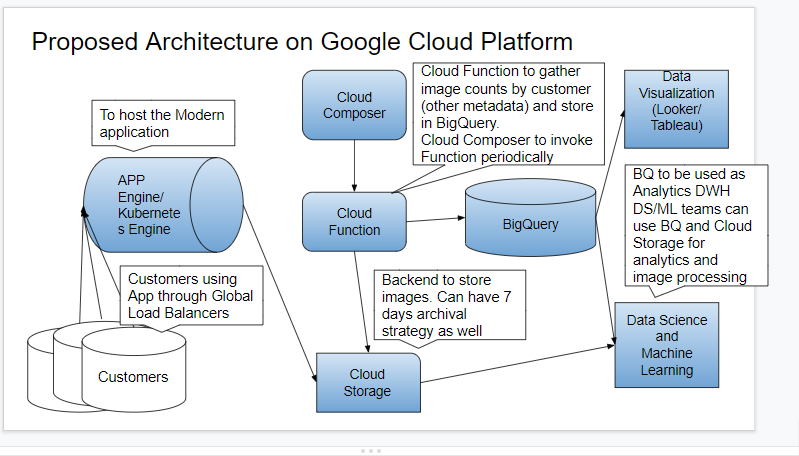 Proposed Architecture on Google Cloud Platform
To host the Modern
application
Cloud
Composer
Cloud Function to gather
image counts by customer
(other metadata) and store
in BigQuery.
Cloud Composer to invoke
Function periodically
Data
Visualization
(Looker/
Tableau)
APP
Engine/
Kubernete
s Engine
Cloud
Function
BigQuery
BQ to be used as
Analytics DWH
DS/ML teams can
use BQ and Cloud
Storage for
analytics and
image processing
Customers using
App through Global
Load Balancers
Backend to store
images. Can have 7
days archival
strategy as well
Customers
Cloud
Storage
Data Science
and
Machine
Learning